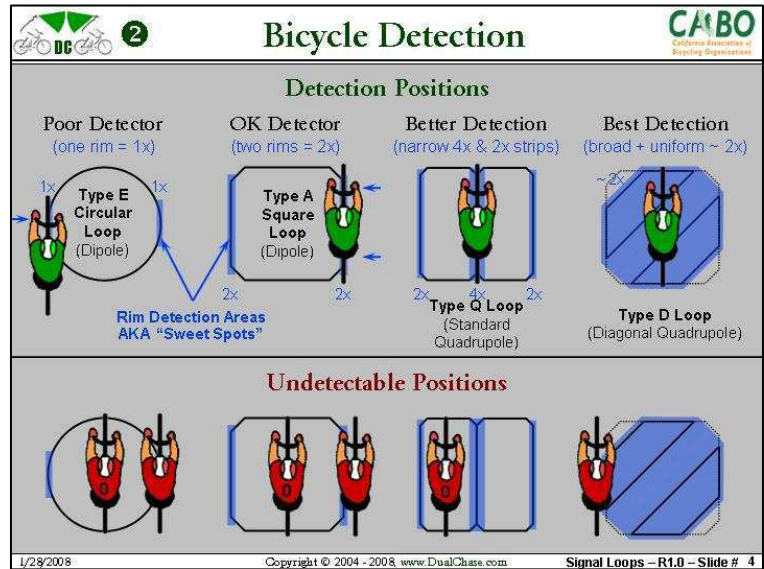 DC
2
Bicycle Detection
CABO
California Association of
Bicycling Organizations
Detection Positions
Poor Detector
(one rim = 1x)
OK Detector
(two rims = 2x)
Better Detection
(narrow 4x & 2x strips)
Best Detection
(broad + uniform ~ 2x)
1x
1x
Type E
Circular
Loop
(Dipole)
Type A
Square
Loop
(Dipole)
~ 2x
2x
2x
2x
4x
2x
Rim Detection Areas
AKA “Sweet Spots”
Type Q Loop
(Standard
Quadrupole)
Type D Loop
(Diagonal Quadrupole)
Undetectable Positions
0
0
0
1/28/2008
Copyright © 2004 - 2008, www.DualChase.com
Signal Loops – R1.0 – Slide # 4